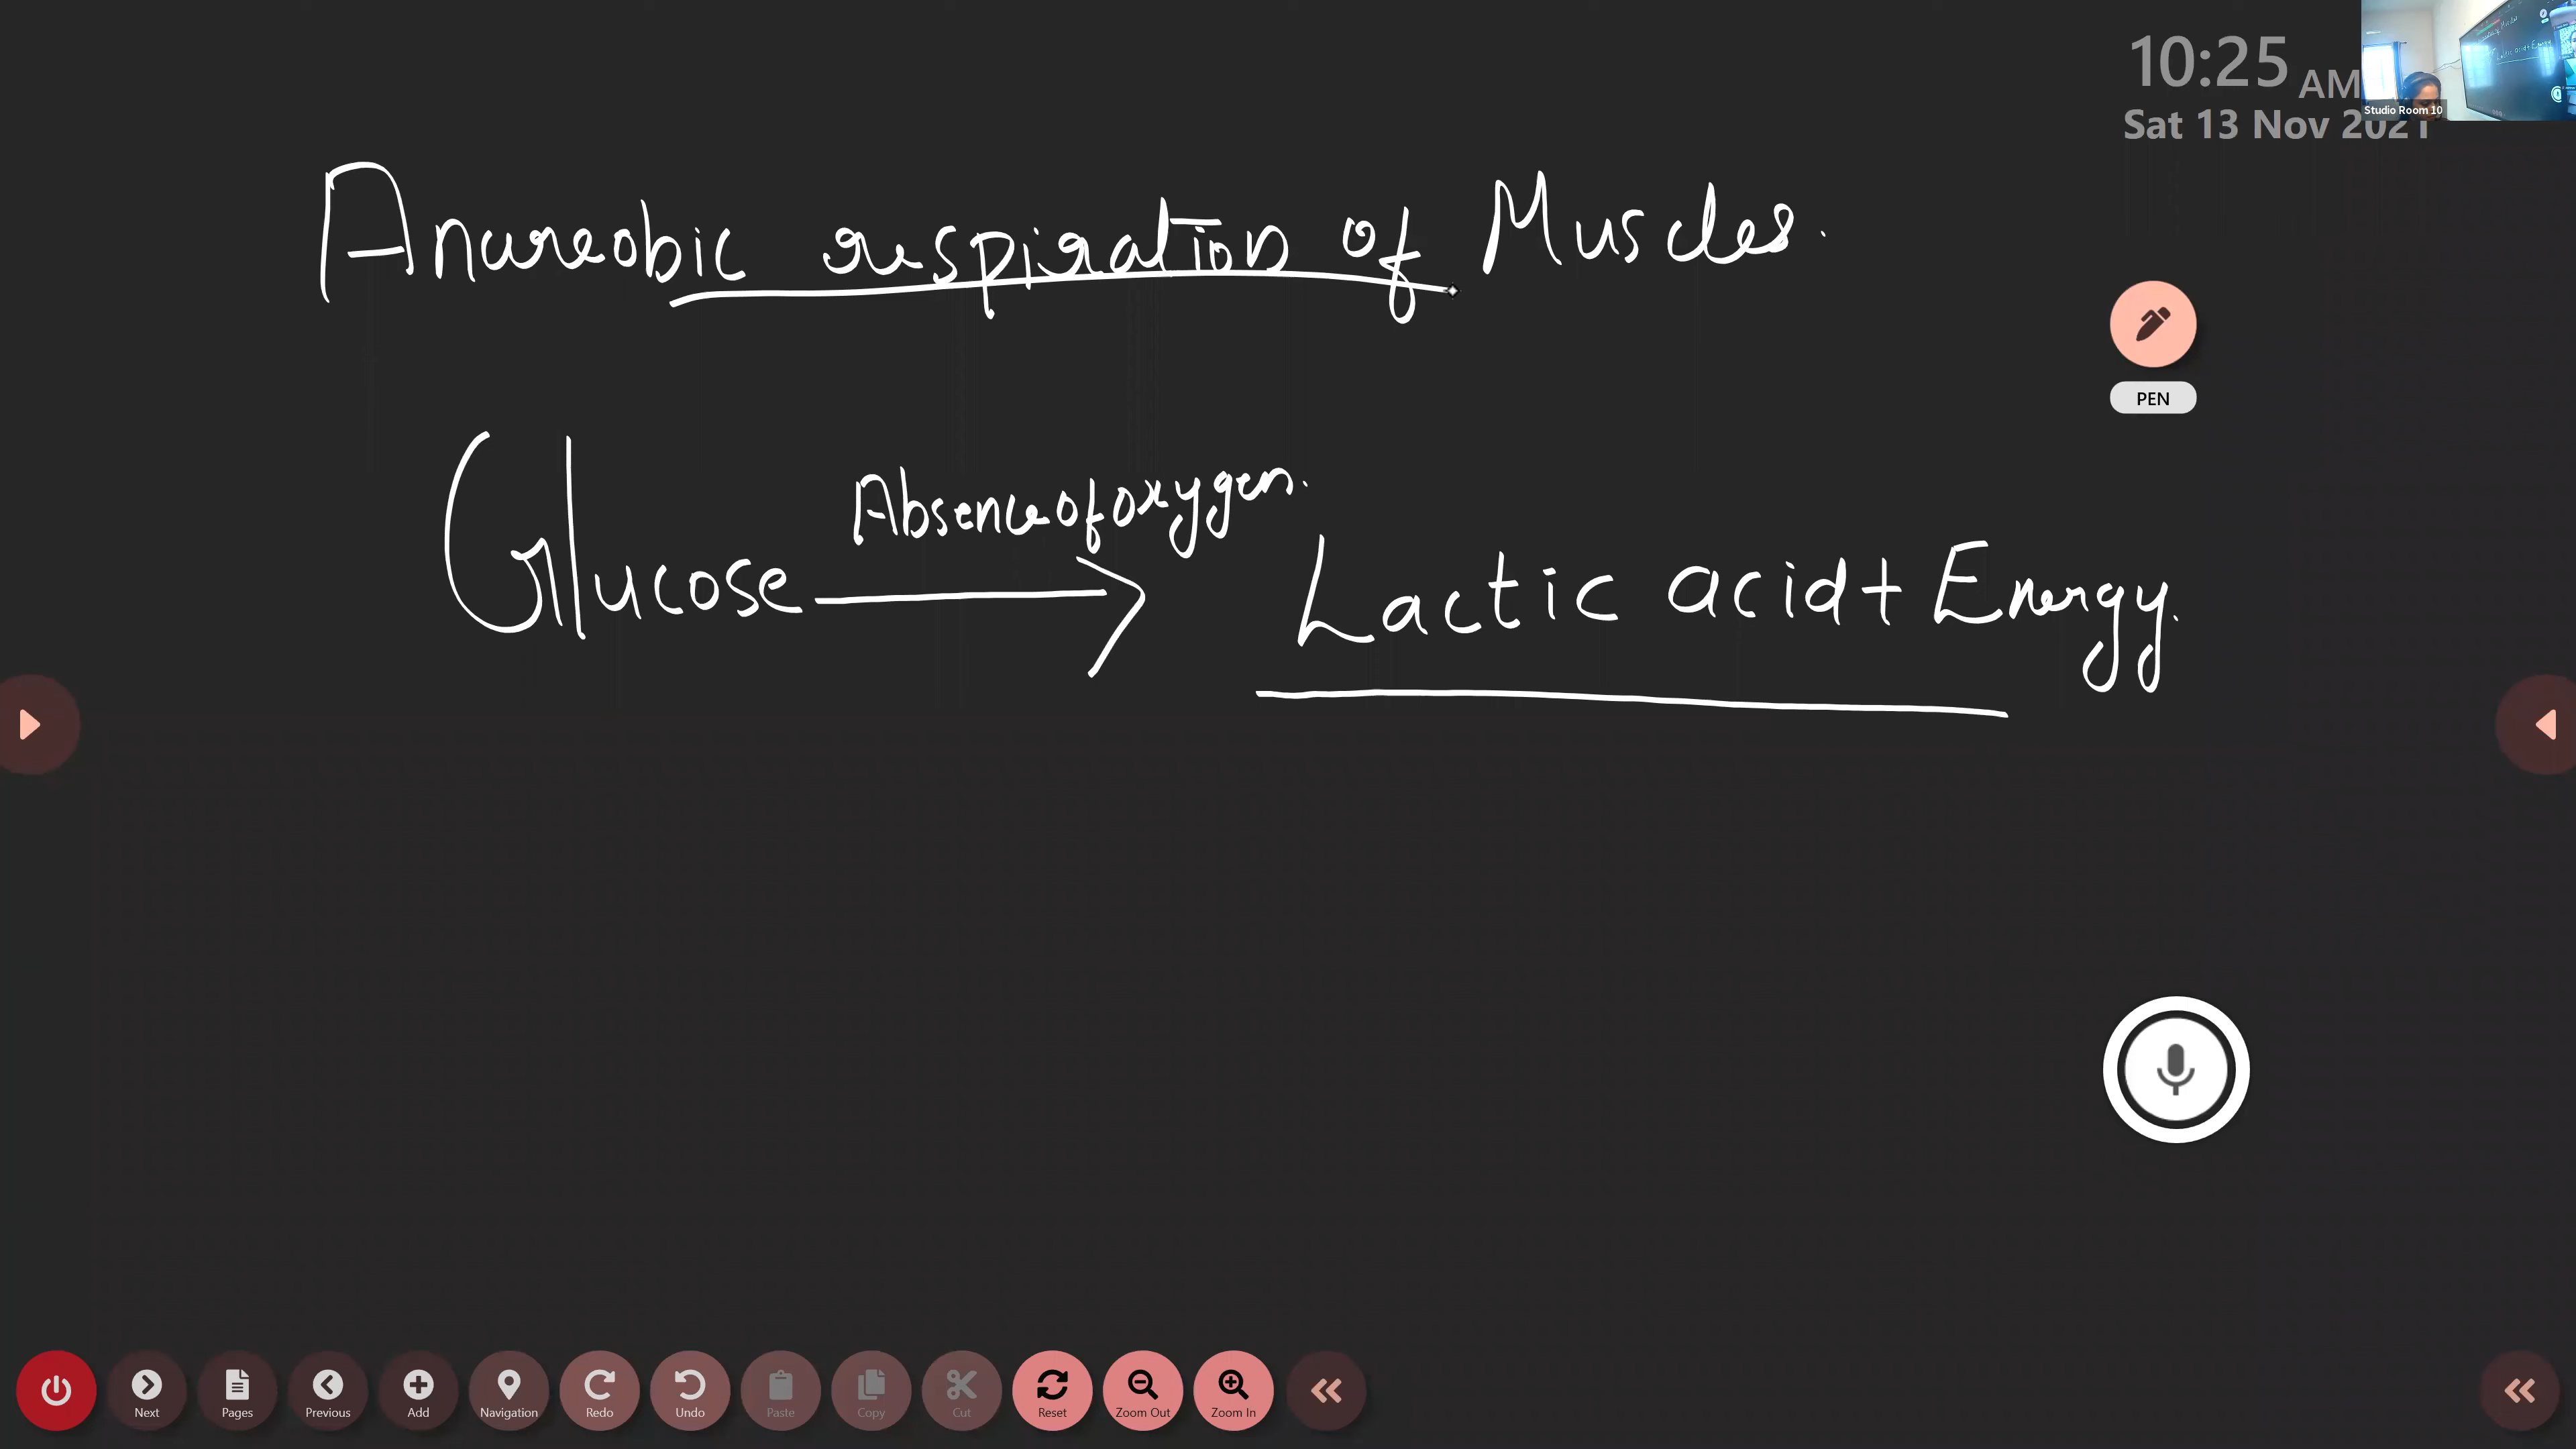 10:25 AM
Studio Room 10
Sat 13 Nov 2021
Anareobic respiration of Muscles.
PEN
Absence of oxygen.
Glucose → Lactic acid + Energy.
Next
Pages
Previous
Add
Navigation
Redo
Undo
Paste
Copy
Cut
Reset
Zoom Out
Zoom In